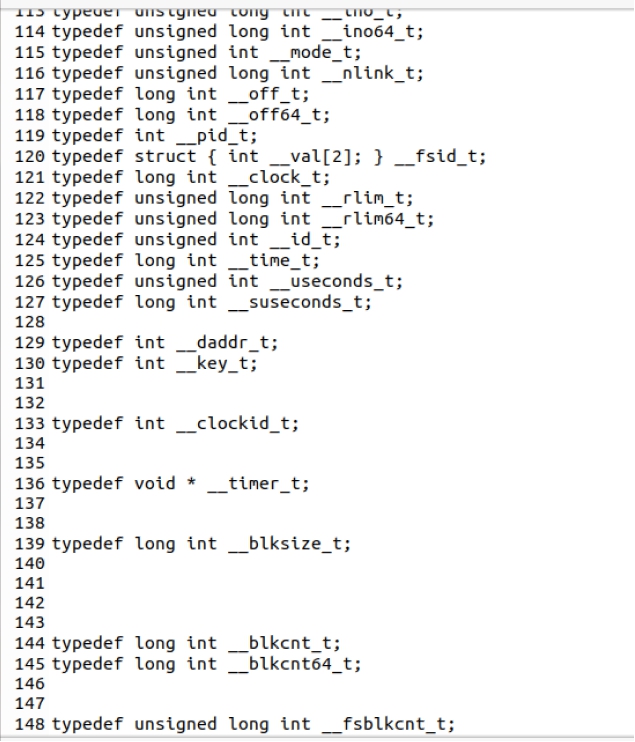 113 typedef unsigned long int __ino_t;
114 typedef unsigned long int __ino64_t;
115 typedef unsigned int __mode_t;
116 typedef unsigned long int __nlink_t;
117 typedef long int __off_t;
118 typedef long int __off64_t;
119 typedef int __pid_t;
120 typedef struct { int __val[2]; } __fsid_t;
121 typedef long int __clock_t;
122 typedef unsigned long int __rlim_t;
123 typedef unsigned long int __rlim64_t;
124 typedef unsigned int __id_t;
125 typedef long int __time_t;
126 typedef unsigned int __useconds_t;
127 typedef long int __suseconds_t;
128
129 typedef int __daddr_t;
130 typedef int __key_t;
131
132
133 typedef int __clockid_t;
134
135
136 typedef void * __timer_t;
137
138
139 typedef long int __blksize_t;
140
141
142
143
144 typedef long int __blkcnt_t;
145 typedef long int __blkcnt64_t;
146
147
148 typedef unsigned long int __fsblkcnt_t;